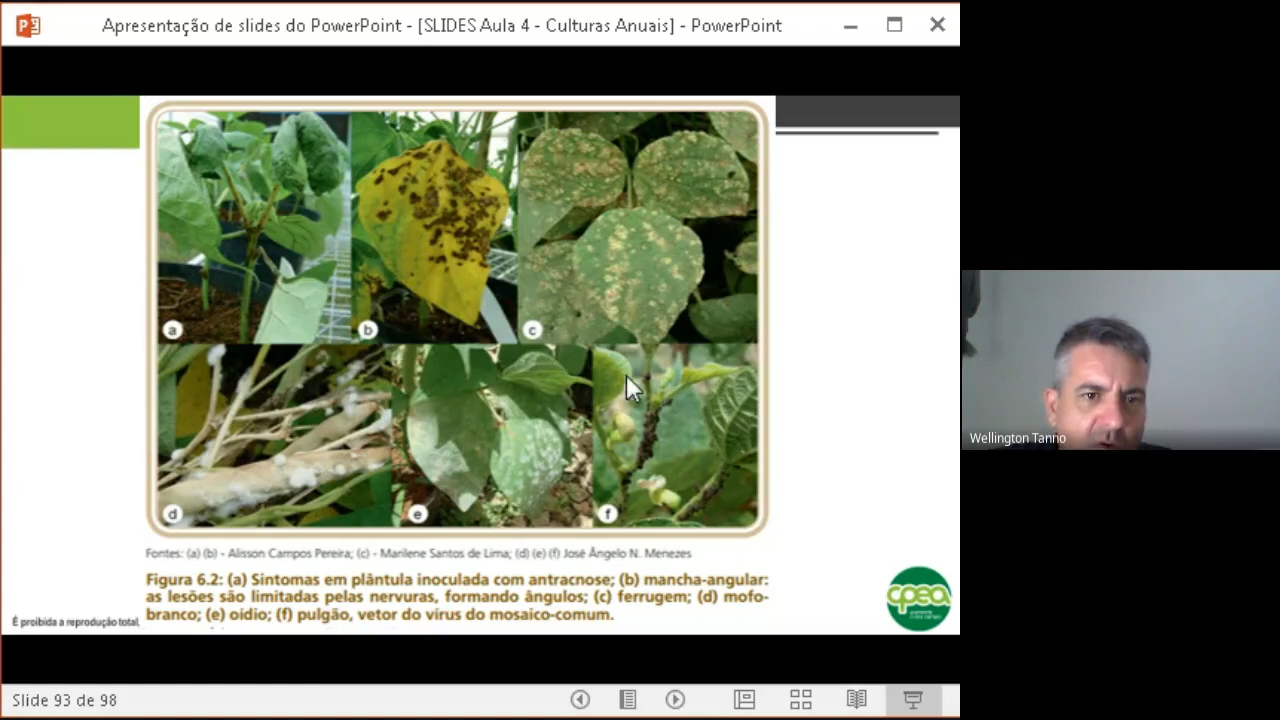 Apresentação de slides do PowerPoint - [SLIDES Aula 4 - Culturas Anuais] - PowerPoint
a
b
c
d
e
f
Wellington Tanno
Fontes: (a) (b) - Alisson Campos Pereira; (c) - Marilene Santos de Lima; (d) (e) (f) José Ângelo N. Menezes
Figura 6.2: (a) Sintomas em plântula inoculada com antracnose; (b) mancha-angular:
as lesões são limitadas pelas nervuras, formando ângulos; (c) ferrugem; (d) mofo-
branco; (e) oídio; (f) pulgão, vetor do vírus do mosaico-comum.
É proibida a reprodução total,
cpea
Slide 93 de 98